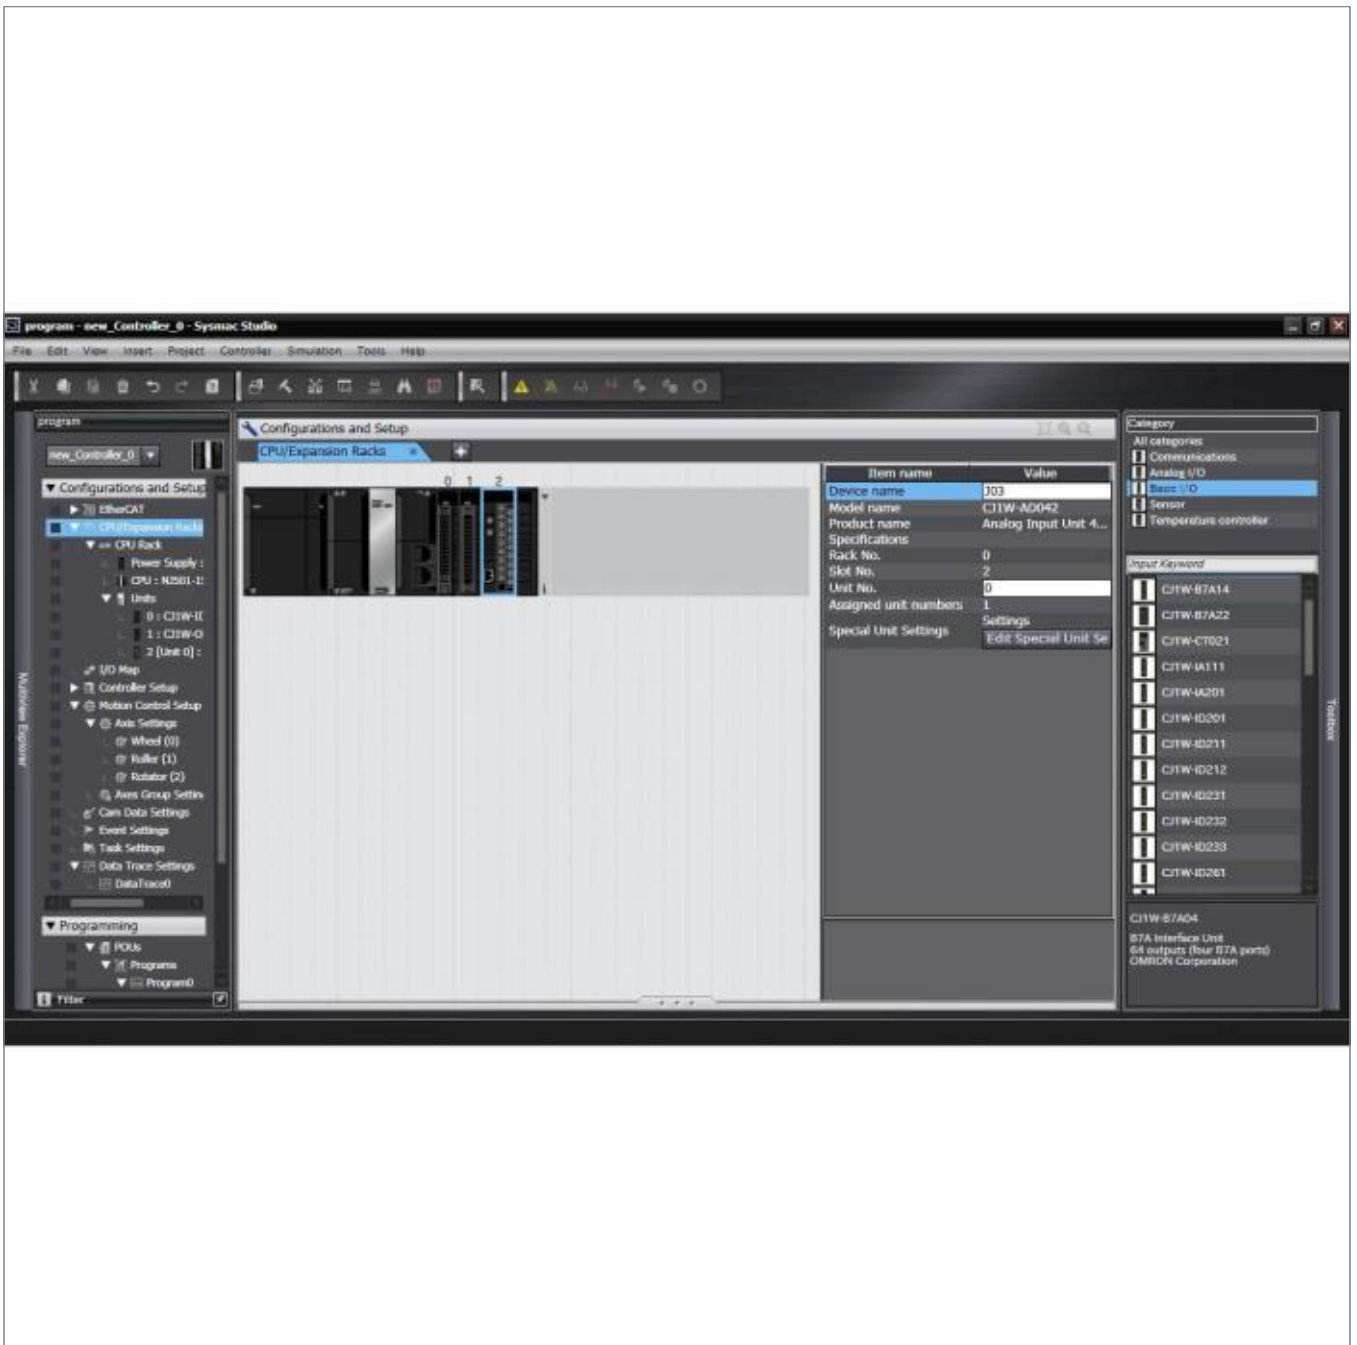 program - new_Controller_0 - Sysmac Studio
File Edit View Insert Project Controller Simulation Tools Help
program
new_Controller_0
Configurations and Setup
EtherCAT
CPU/Expansion Racks
CPU Rack
Power Supply :
CPU : NJ501-1
Units
0 : CJ1W-I
1 : CJ1W-O
2 [Unit 0] :
I/O Map
Controller Setup
Motion Control Setup
Axis Settings
Wheel (0)
Roller (1)
Rotator (2)
Axes Group Settin
Cam Data Settings
Event Settings
Task Settings
Data Trace Settings
DataTrace0
Programming
POUs
Programs
Program0
Filter
Multiview Explorer
Configurations and Setup
CPU/Expansion Racks
0 1 2
Item name Value
Device name J03
Model name CJ1W-AD042
Product name Analog Input Unit 4...
Specifications
Rack No. 0
Slot No. 2
Unit No. 0
Assigned unit numbers 1
Special Unit Settings Settings
Edit Special Unit Se
Category
All categories
Communications
Analog I/O
Basic I/O
Sensor
Temperature controller
Input Keyword
CJ1W-B7A14
CJ1W-B7A22
CJ1W-CT021
CJ1W-IA111
CJ1W-IA201
CJ1W-ID201
CJ1W-ID211
CJ1W-ID212
CJ1W-ID231
CJ1W-ID232
CJ1W-ID233
CJ1W-ID261
CJ1W-B7A04
B7A Interface Unit
64 outputs (four B7A ports)
OMRON Corporation
Toolbox